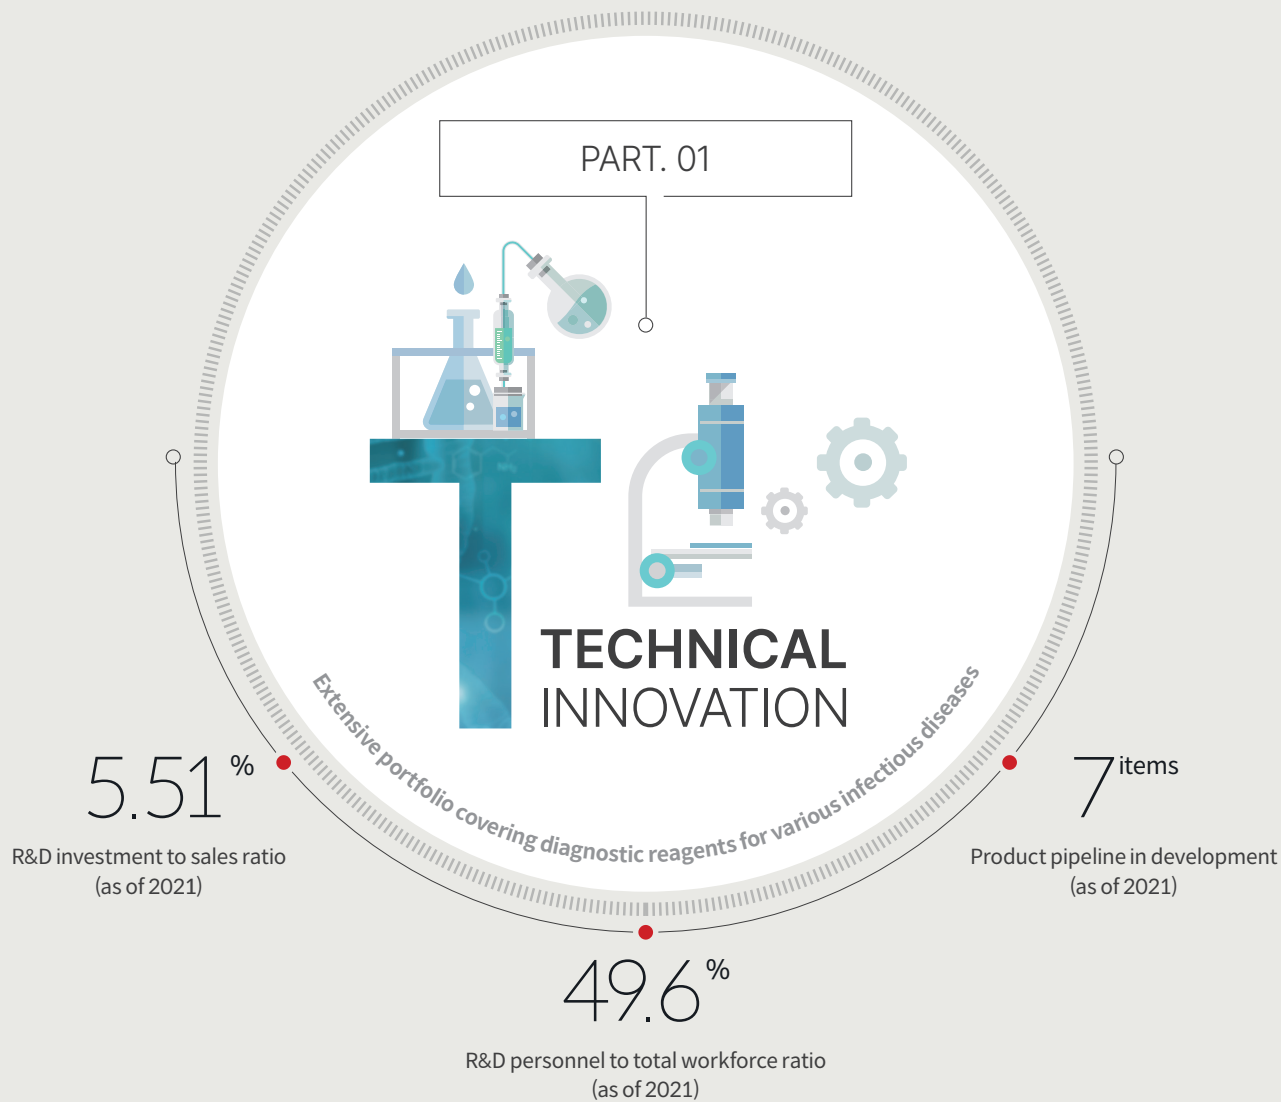 PART. 01
T
TECHNICAL
INNOVATION
Extensive portfolio covering diagnostic reagents for various infectious diseases
5.51 %
R&D investment to sales ratio
(as of 2021)
49.6 %
R&D personnel to total workforce ratio
(as of 2021)
7 items
Product pipeline in development
(as of 2021)